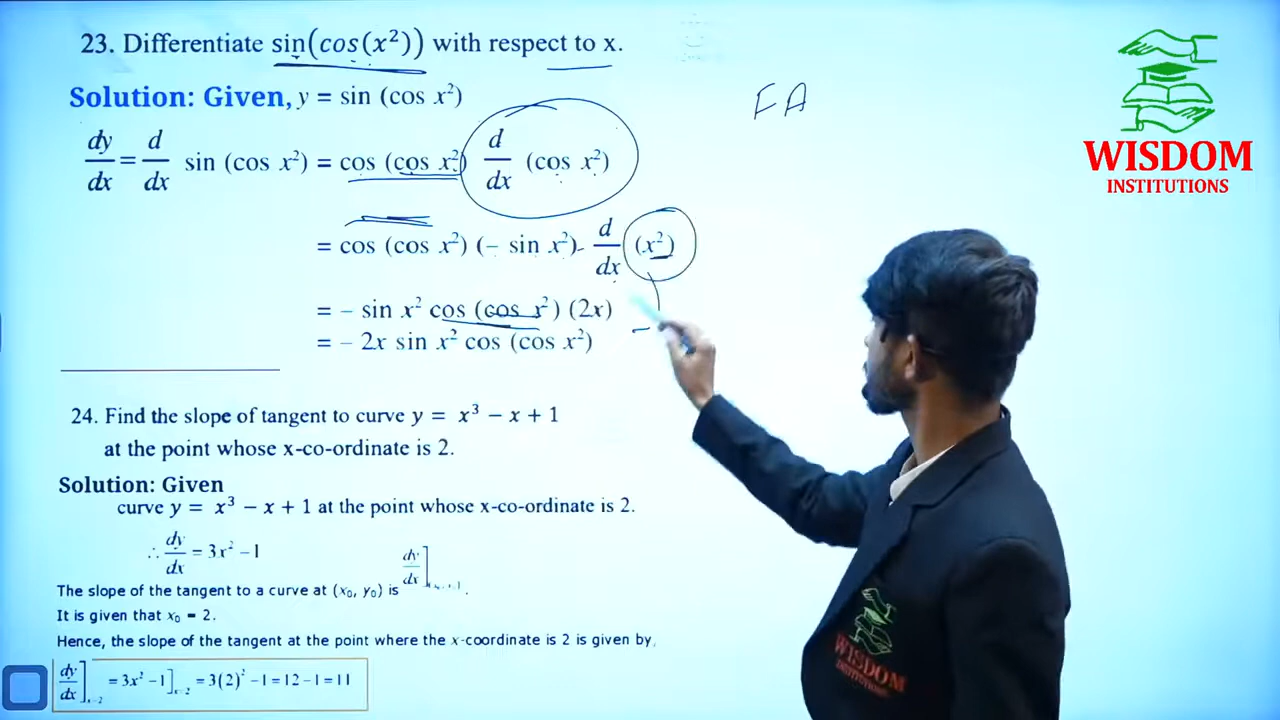 23. Differentiate sin(cos(x²)) with respect to x.
Solution: Given, y = sin (cos x²)
dy/dx = d/dx sin (cos x²) = cos (cos x²) d/dx (cos x²)
= cos (cos x²) (− sin x²)- d/dx (x²)
= − sin x² cos (cos x²) (2x)
= − 2x sin x² cos (cos x²)
FA
WISDOM
INSTITUTIONS
24. Find the slope of tangent to curve y = x³ − x + 1
at the point whose x-co-ordinate is 2.
Solution: Given
curve y = x³ − x + 1 at the point whose x-co-ordinate is 2.
∴ dy/dx = 3x² − 1
The slope of the tangent to a curve at (x₀, y₀) is dy/dx] .
It is given that x₀ = 2.
Hence, the slope of the tangent at the point where the x-coordinate is 2 is given by,
dy/dx]ₓ₌₂ = 3x² − 1]ₓ₌₂ = 3(2)² − 1 = 12 − 1 = 11
WISDOM
INSTITUTIONS